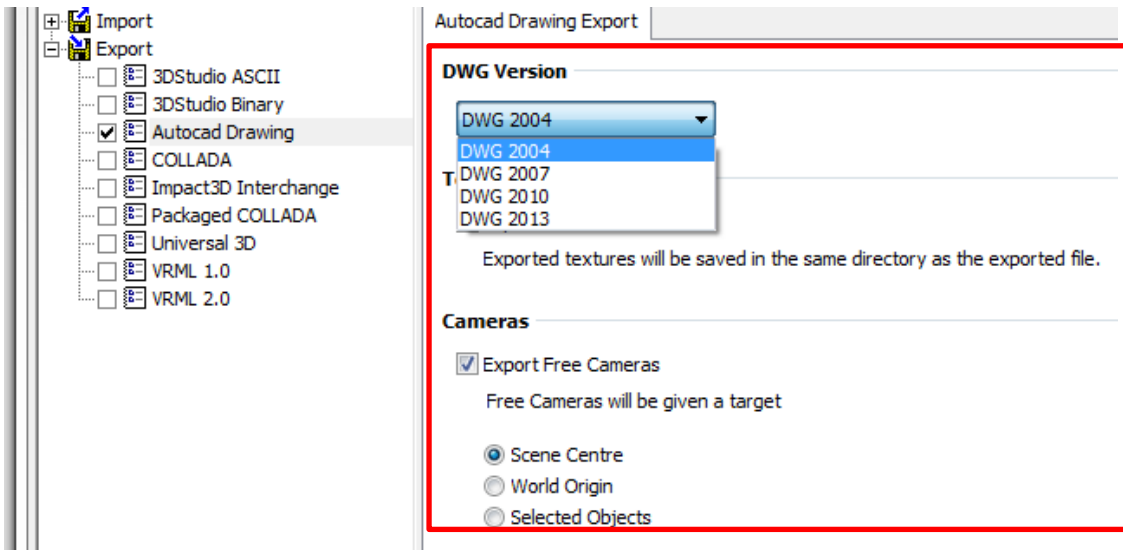 Import
Export
3DStudio ASCII
3DStudio Binary
Autocad Drawing
COLLADA
Impact3D Interchange
Packaged COLLADA
Universal 3D
VRML 1.0
VRML 2.0
Autocad Drawing Export
DWG Version
DWG 2004
DWG 2004
DWG 2007
DWG 2010
DWG 2013
Exported textures will be saved in the same directory as the exported file.
Cameras
Export Free Cameras
Free Cameras will be given a target
Scene Centre
World Origin
Selected Objects